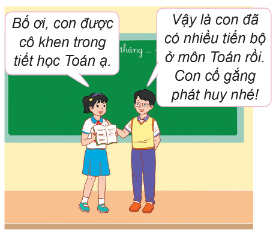 Bố ơi, con được
cô khen trong
tiết học Toán ạ.
Vậy là con đã
có nhiều tiến bộ
ở môn Toán rồi.
Con cố gắng
phát huy nhé!
tháng ...